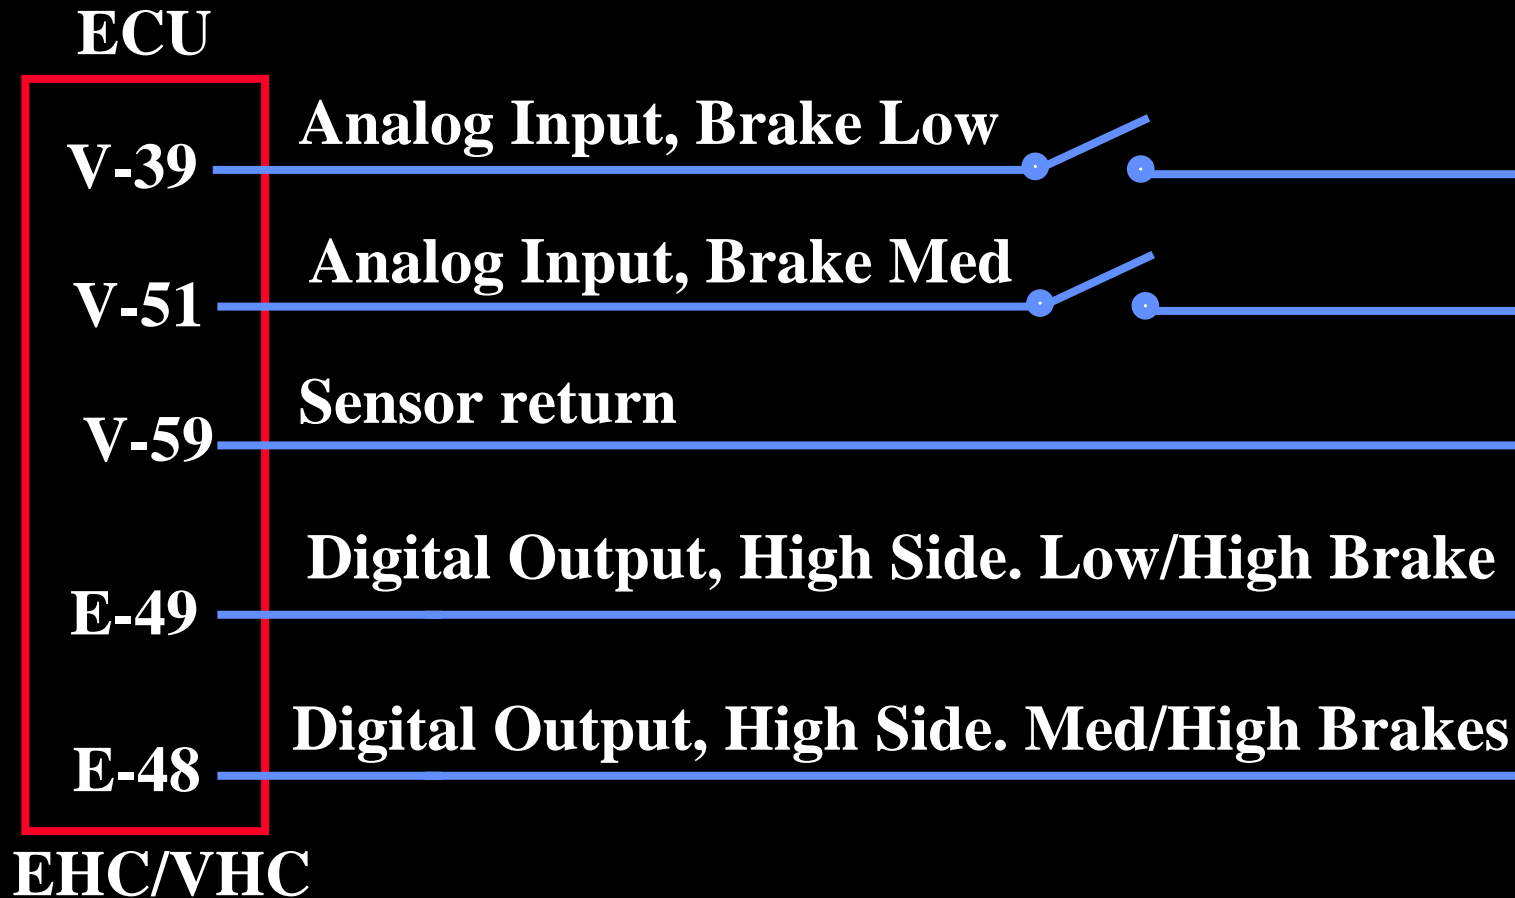 ECU
V-39
Analog Input, Brake Low
V-51
Analog Input, Brake Med
V-59
Sensor return
E-49
Digital Output, High Side. Low/High Brake
E-48
Digital Output, High Side. Med/High Brakes
EHC/VHC